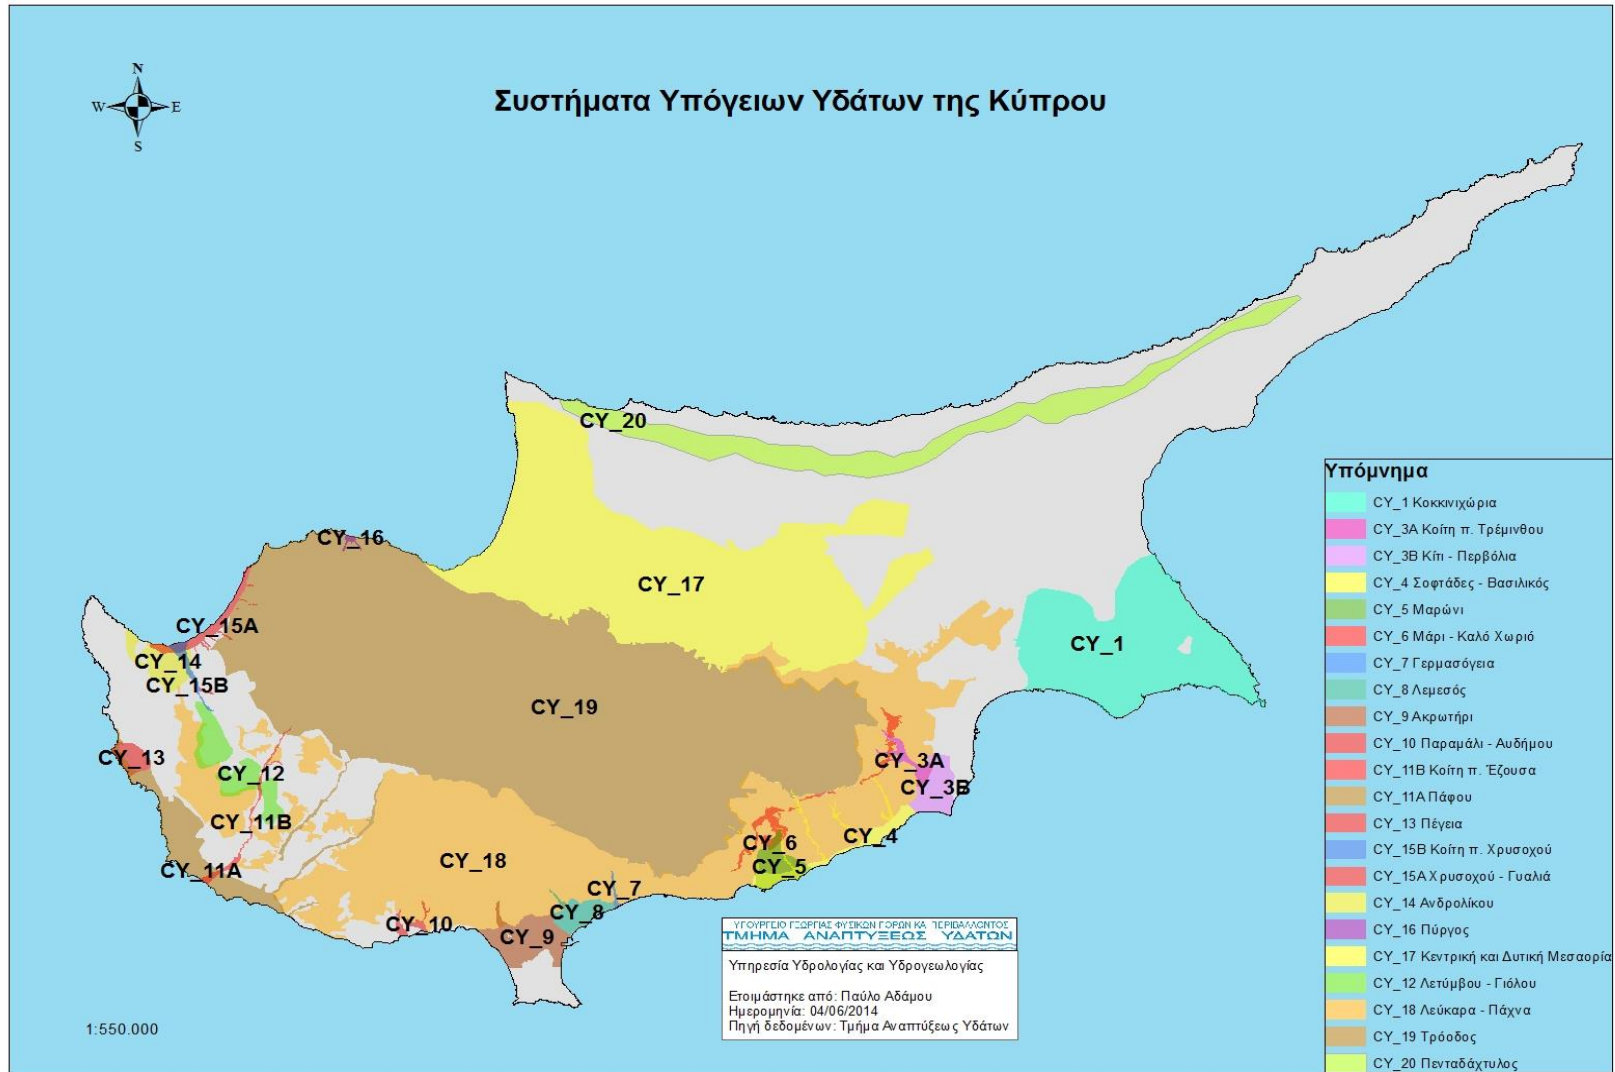 N
W E
S
Συστήματα Υπόγειων Υδάτων της Κύπρου
CY_20
CY_16
CY_17
CY_15A
CY_1
CY_14
CY_15B
CY_19
CY_13
CY_3A
CY_12
CY_3B
CY_11B
CY_4
CY_6
CY_18
CY_5
CY_11A
CY_7
CY_8
CY_10
CY_9
Υπόμνημα
CY_1 Κοκκινιχώρια
CY_3A Κοίτη π. Τρέμινθου
CY_3B Κίτι - Περβόλια
CY_4 Σοφτάδες - Βασιλικός
CY_5 Μαρώνι
CY_6 Μάρι - Καλό Χωριό
CY_7 Γερμασόγεια
CY_8 Λεμεσός
CY_9 Ακρωτήρι
CY_10 Παραμάλι - Αυδήμου
CY_11B Κοίτη π. Έζουσα
CY_11A Πάφου
CY_13 Πέγεια
CY_15B Κοίτη π. Χρυσοχού
CY_15A Χρυσοχού - Γυαλιά
CY_14 Ανδρολίκου
CY_16 Πύργος
CY_17 Κεντρική και Δυτική Μεσαορία
CY_12 Λετύμβου - Γιόλου
CY_18 Λεύκαρα - Πάχνα
CY_19 Τρόοδος
CY_20 Πενταδάχτυλος
ΤΜΗΜΑ ΑΝΑΠΤΥΞΕΩΣ ΥΔΑΤΩΝ
Υπηρεσία Υδρολογίας και Υδρογεωλογίας
Ετοιμάστηκε από: Παύλο Αδάμου
Ημερομηνία: 04/06/2014
Πηγή δεδομένων: Τμήμα Αναπτύξεως Υδάτων
1:550.000